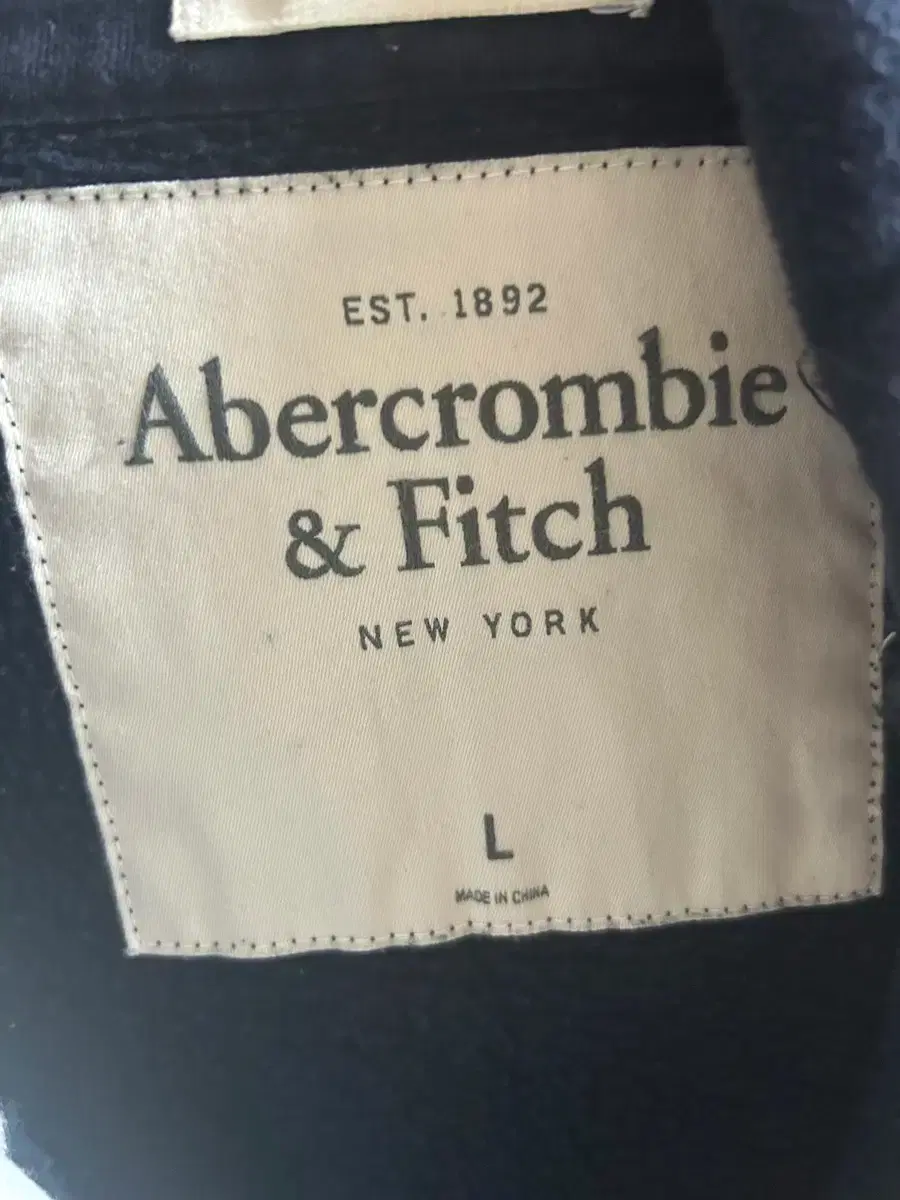 EST. 1892
Abercrombie
& Fitch
NEW YORK
L
MADE IN CHINA